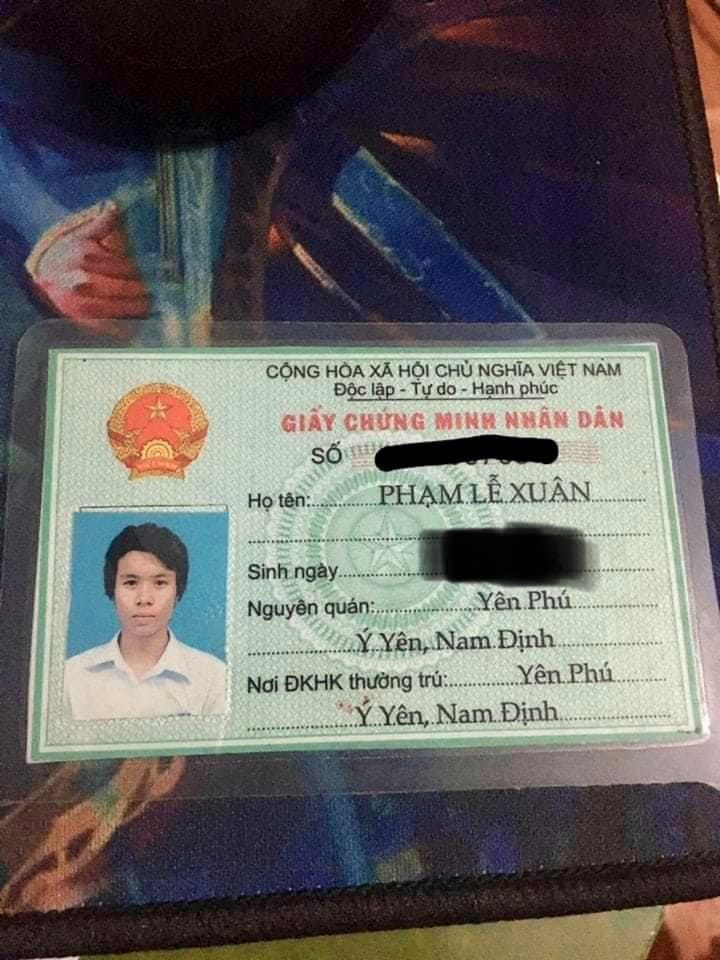 CỘNG HÒA XÃ HỘI CHỦ NGHĨA VIỆT NAM
Độc lập - Tự do - Hạnh phúc
GIẤY CHỨNG MINH NHÂN DÂN
SỐ
Họ tên: PHẠM LỄ XUÂN
Sinh ngày
Nguyên quán: Yên Phú
Ý Yên, Nam Định
Nơi ĐKHK thường trú: Yên Phú
Ý Yên, Nam Định
VIỆT NAM